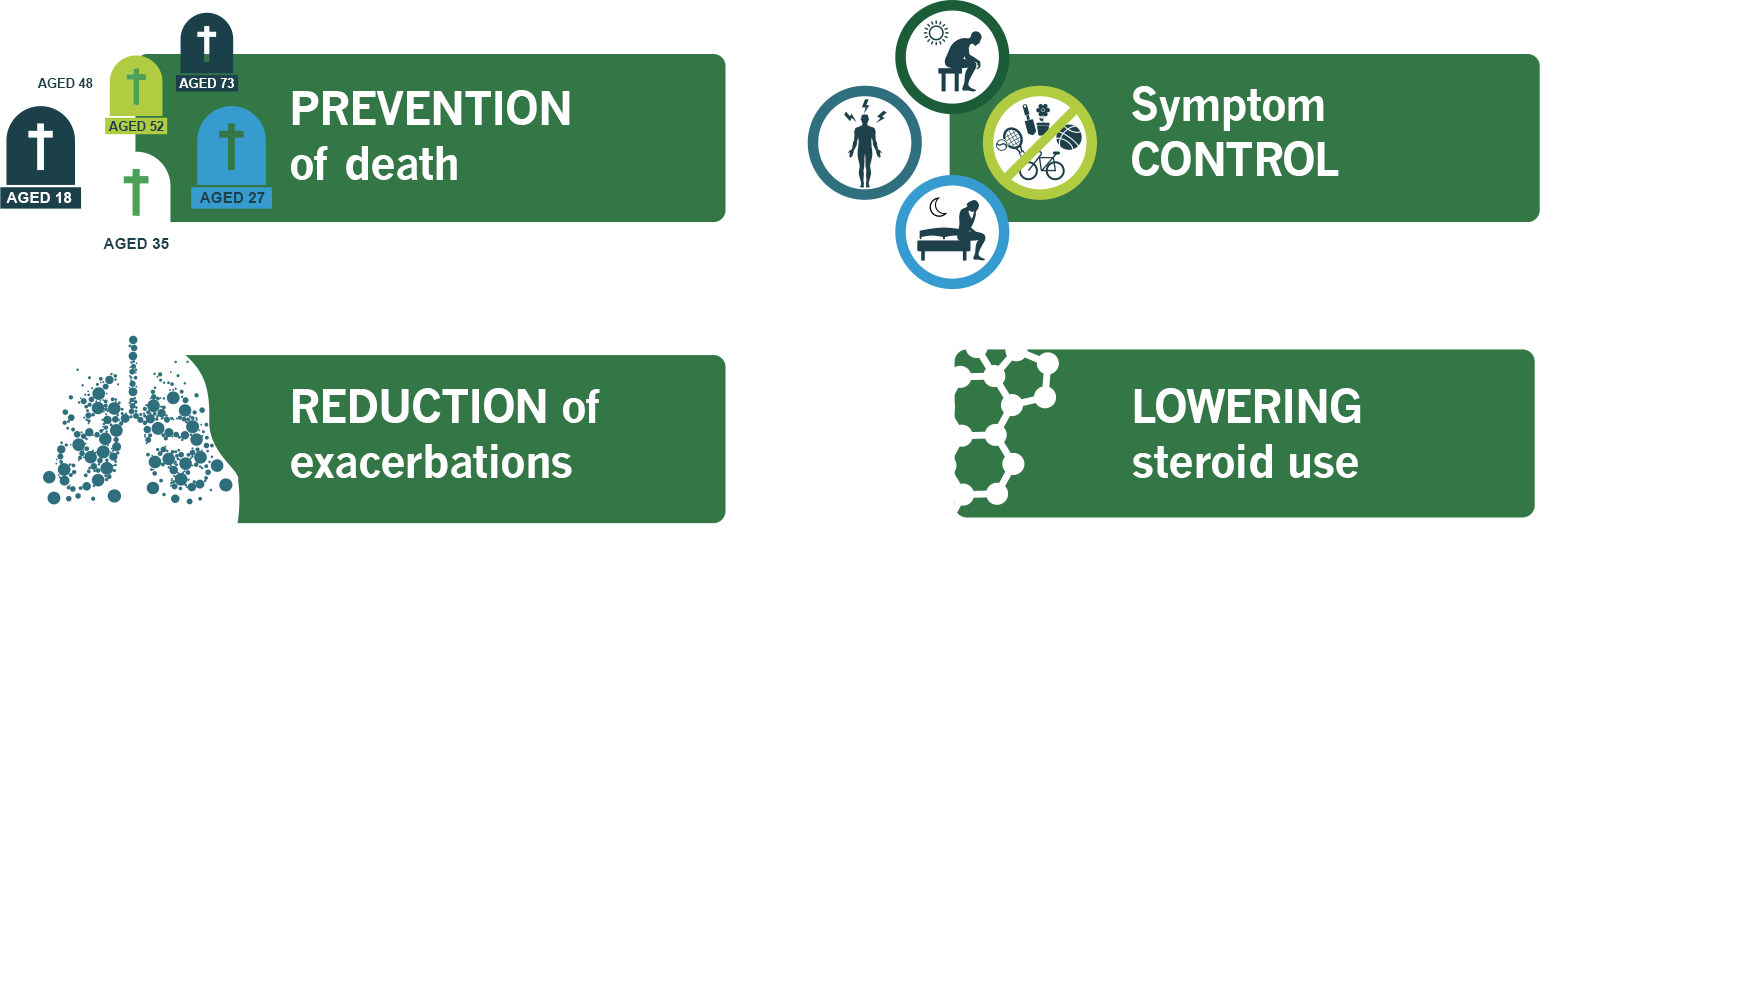 AGED 73
AGED 48
AGED 52
AGED 18
AGED 27
AGED 35
PREVENTION
of death
Symptom
CONTROL
REDUCTION of
exacerbations
LOWERING
steroid use